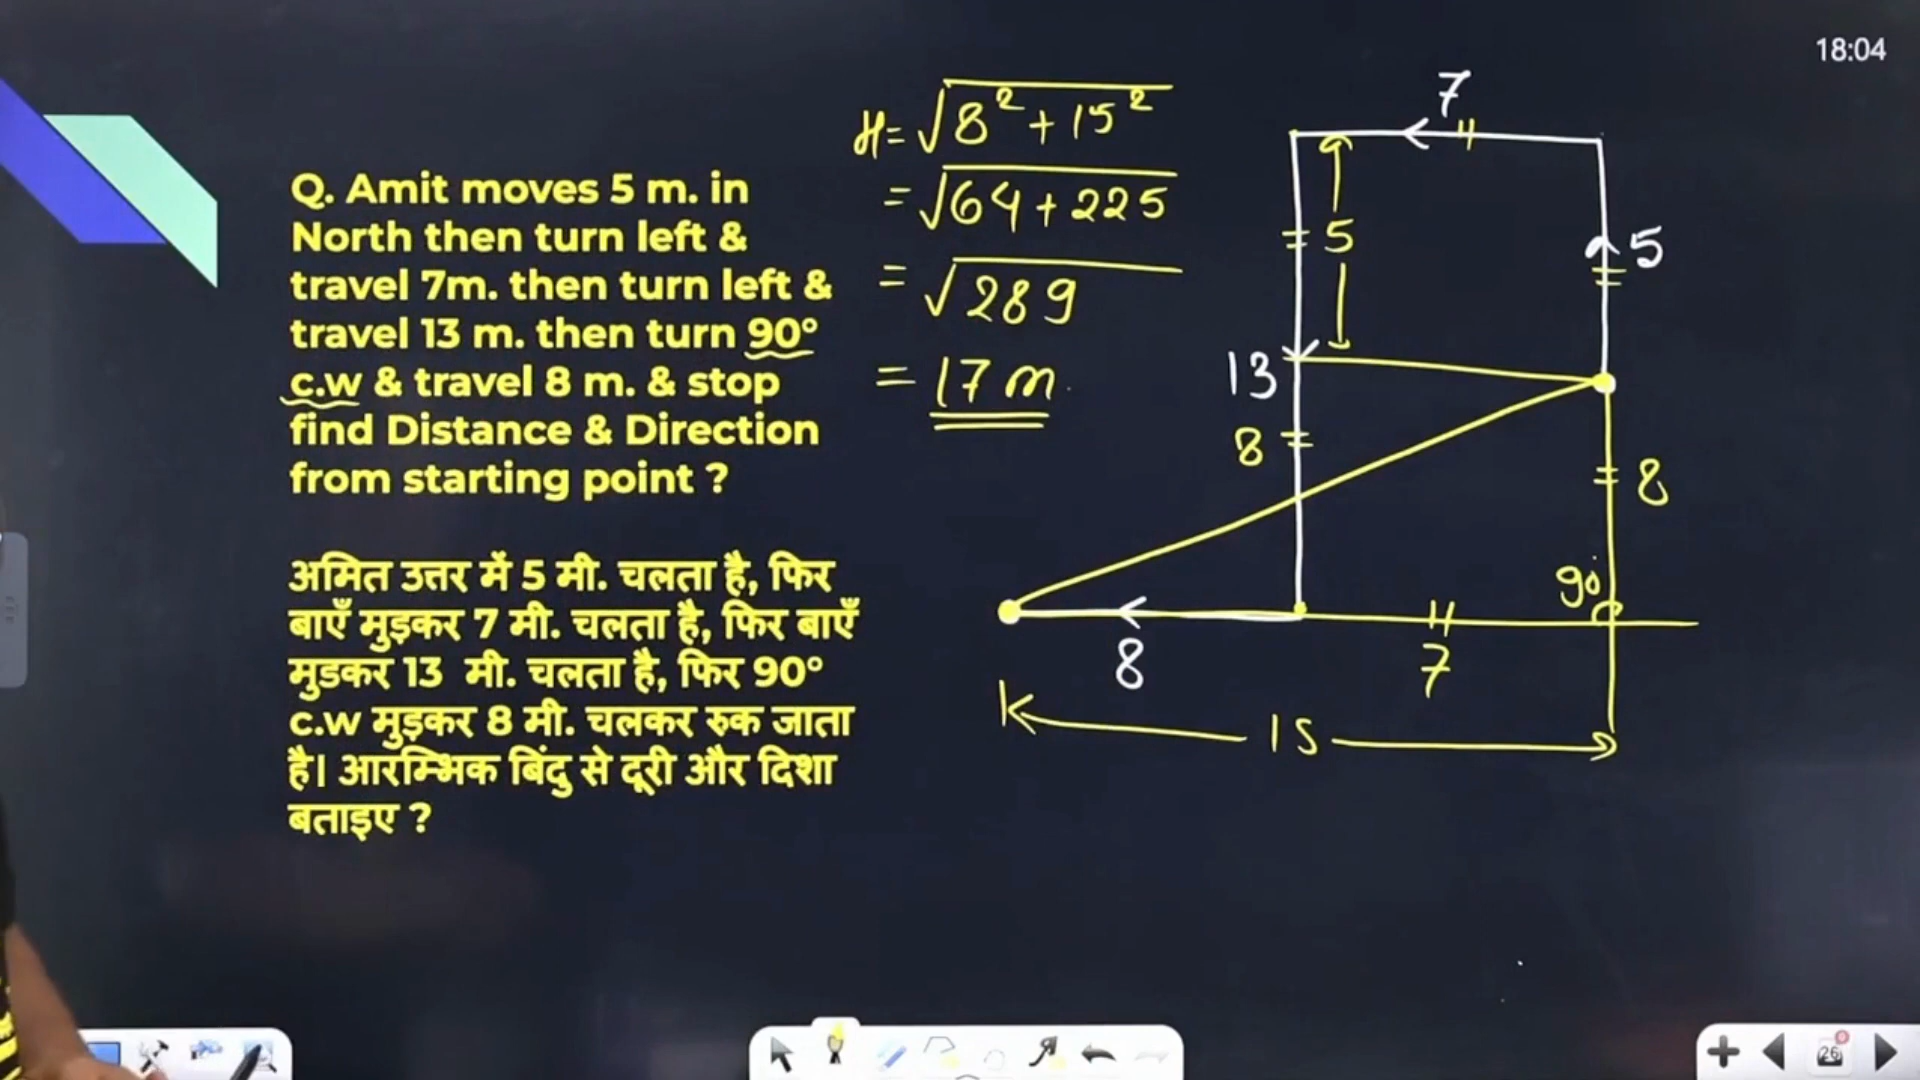 18:04
Q. Amit moves 5 m. in
North then turn left &
travel 7m. then turn left &
travel 13 m. then turn 90°
c.w & travel 8 m. & stop
find Distance & Direction
from starting point ?
अमित उत्तर में 5 मी. चलता है, फिर
बाएँ मुड़कर 7 मी. चलता है, फिर बाएँ
मुडकर 13 मी. चलता है, फिर 90°
c.w मुड़कर 8 मी. चलकर रुक जाता
है। आरम्भिक बिंदु से दूरी और दिशा
बताइए ?
H=√8²+15²
=√64+225
=√289
= 17 m.
7
5
5
13
8
8
90°
8
7
15
26